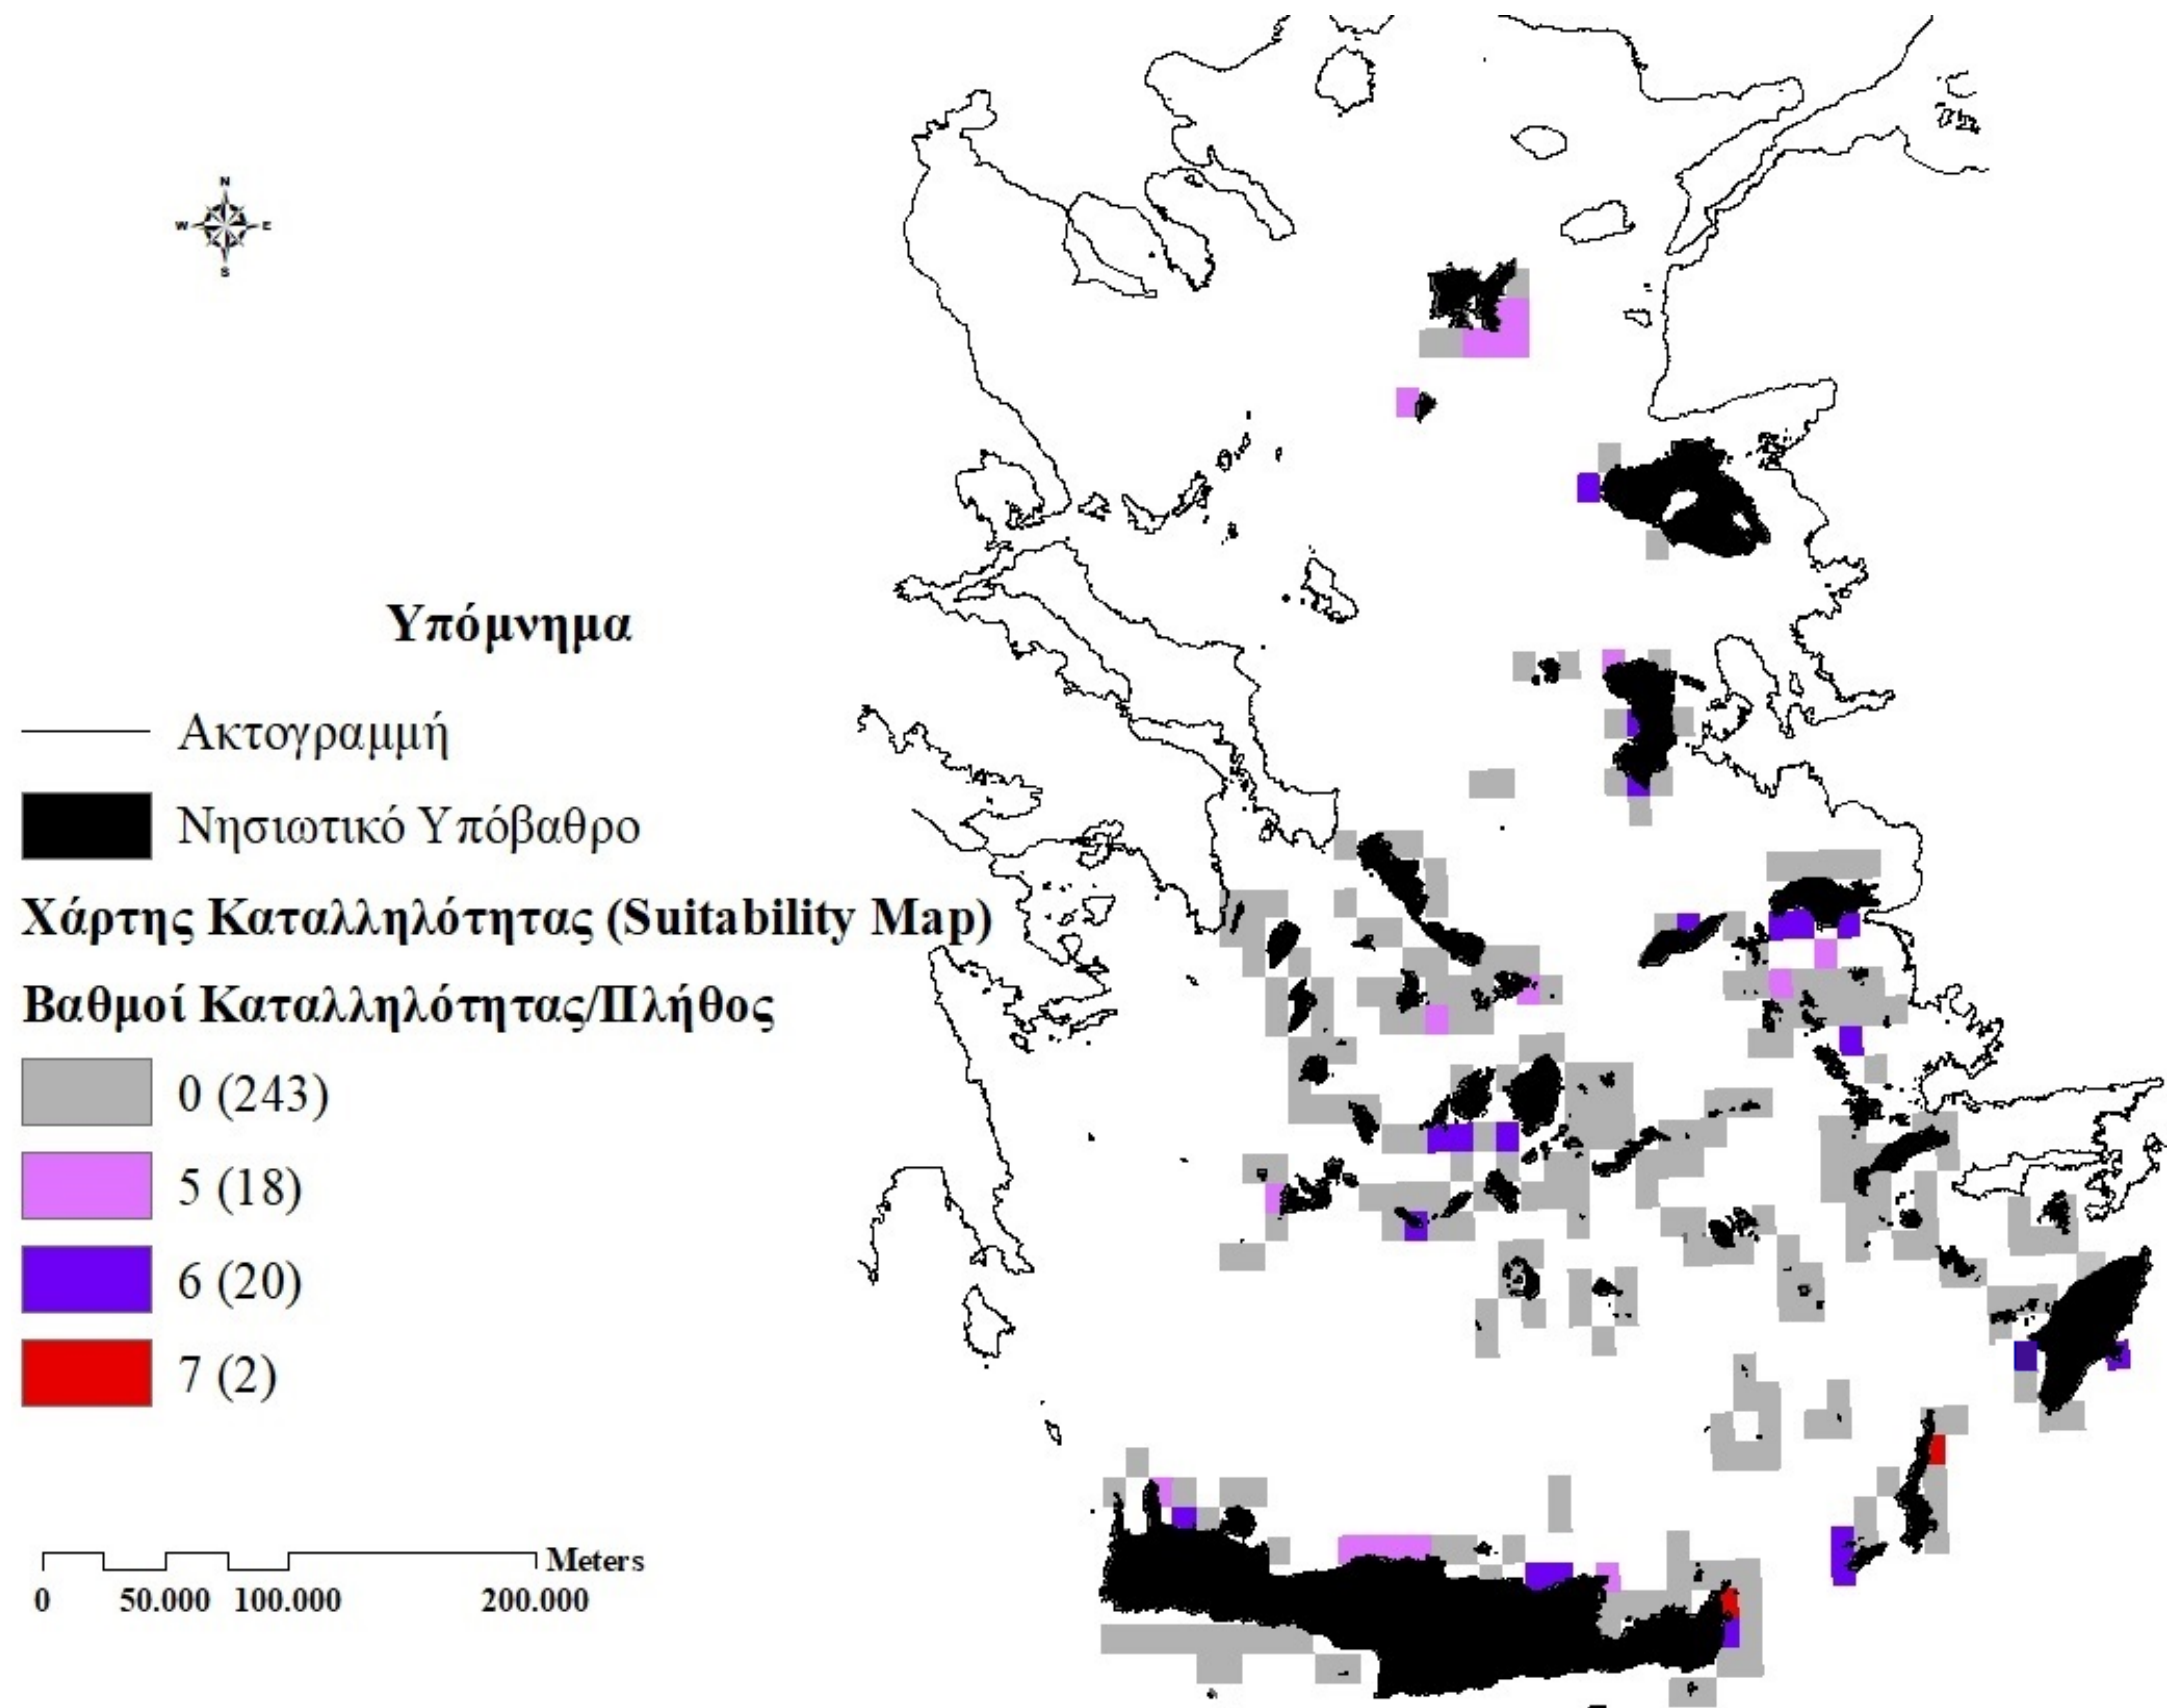 N
W E
S
Υπόμνημα
Ακτογραμμή
Νησιωτικό Υπόβαθρο
Χάρτης Καταλληλότητας (Suitability Map)
Βαθμοί Καταλληλότητας/Πλήθος
0 (243)
5 (18)
6 (20)
7 (2)
Meters
0 50.000 100.000 200.000